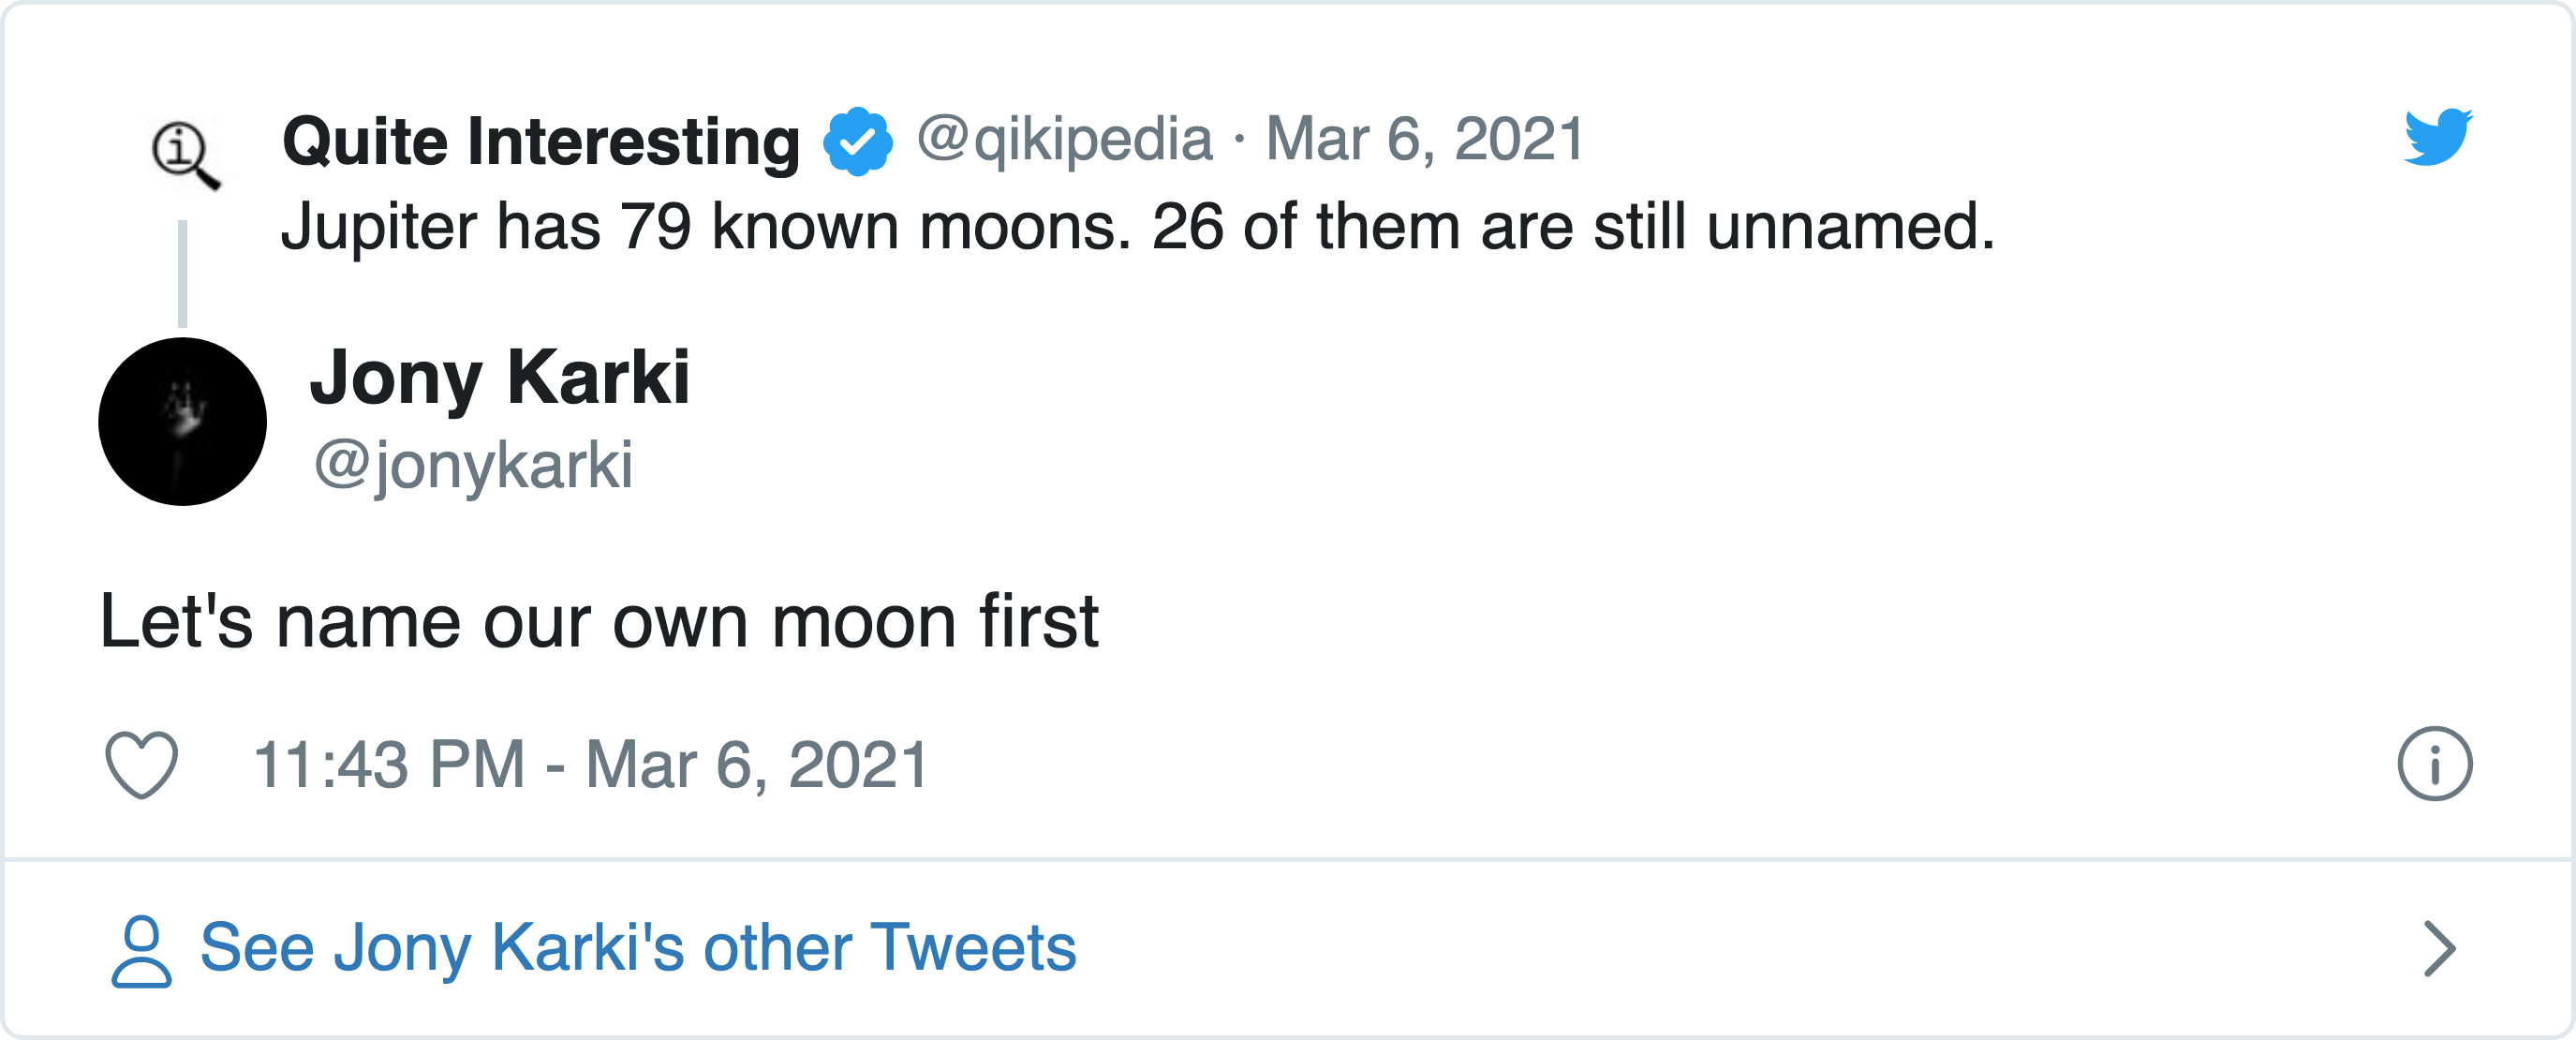 Quite Interesting @qikipedia · Mar 6, 2021
Jupiter has 79 known moons. 26 of them are still unnamed.
Jony Karki
@jonykarki
Let's name our own moon first
11:43 PM - Mar 6, 2021
See Jony Karki's other Tweets